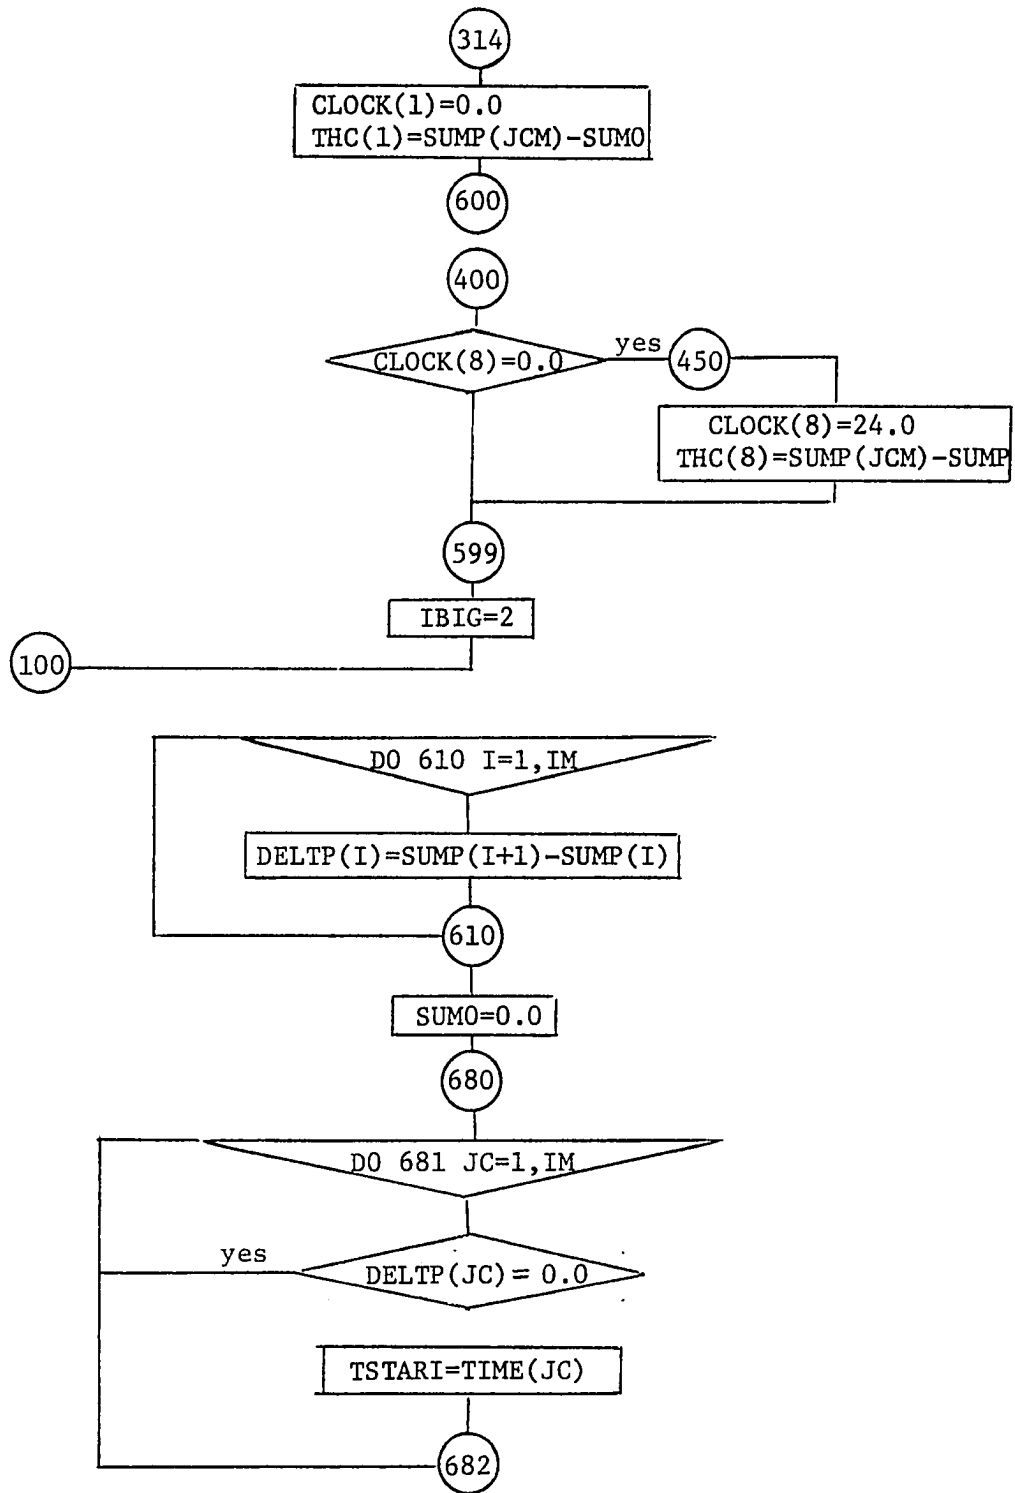 314
CLOCK(1)=0.0
THC(1)=SUMP(JCM)-SUMO
600
400
CLOCK(8)=0.0
yes
450
CLOCK(8)=24.0
THC(8)=SUMP(JCM)-SUMP
599
IBIG=2
100
DO 610 I=1,IM
DELTP(I)=SUMP(I+1)-SUMP(I)
610
SUMO=0.0
680
DO 681 JC=1,IM
yes
DELTP(JC)=0.0
TSTARI=TIME(JC)
682